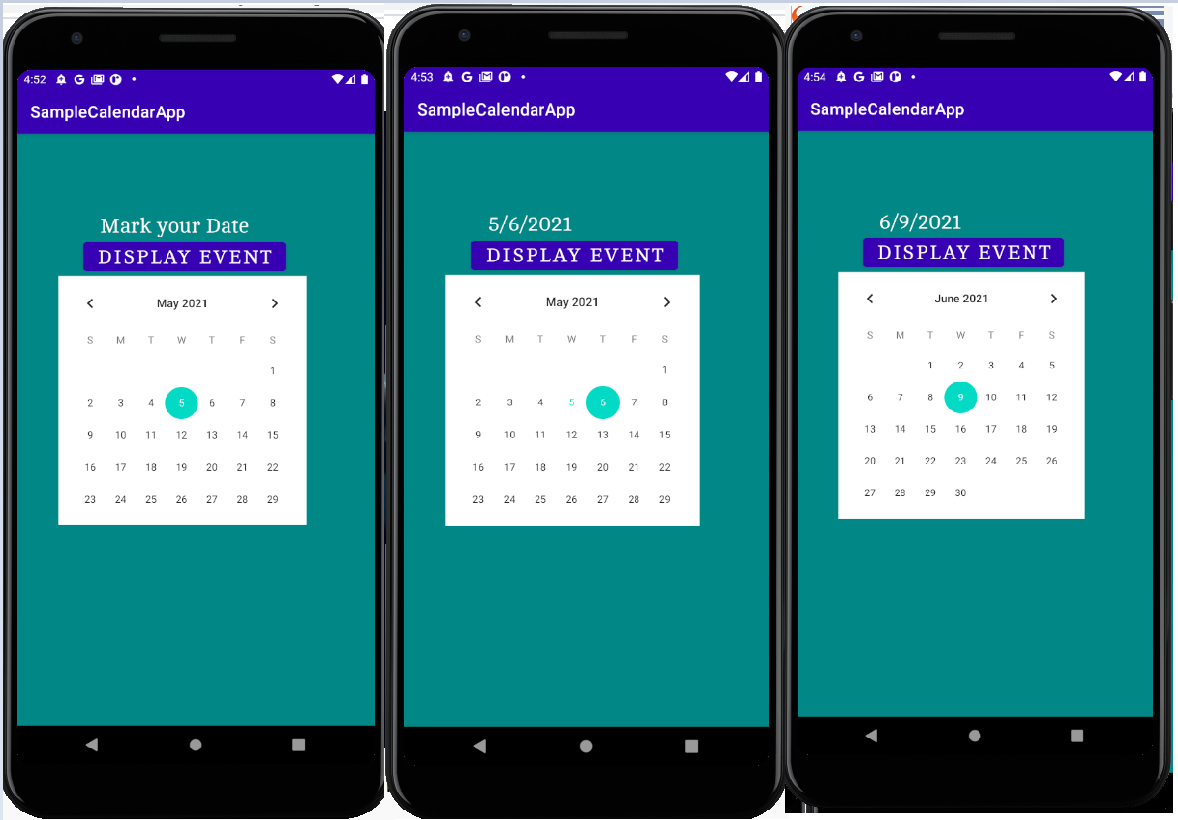 4:52
SampleCalendarApp
Mark your Date
DISPLAY EVENT
May 2021
S M T W T F S
1
2 3 4 5 6 7 8
9 10 11 12 13 14 15
16 17 18 19 20 21 22
23 24 25 26 27 28 29
4:53
SampleCalendarApp
5/6/2021
DISPLAY EVENT
May 2021
S M T W T F S
1
2 3 4 5 6 7 8
9 10 11 12 13 14 15
16 17 18 19 20 21 22
23 24 25 26 27 28 29
4:54
SampleCalendarApp
6/9/2021
DISPLAY EVENT
June 2021
S M T W T F S
1 2 3 4 5
6 7 8 9 10 11 12
13 14 15 16 17 18 19
20 21 22 23 24 25 26
27 28 29 30